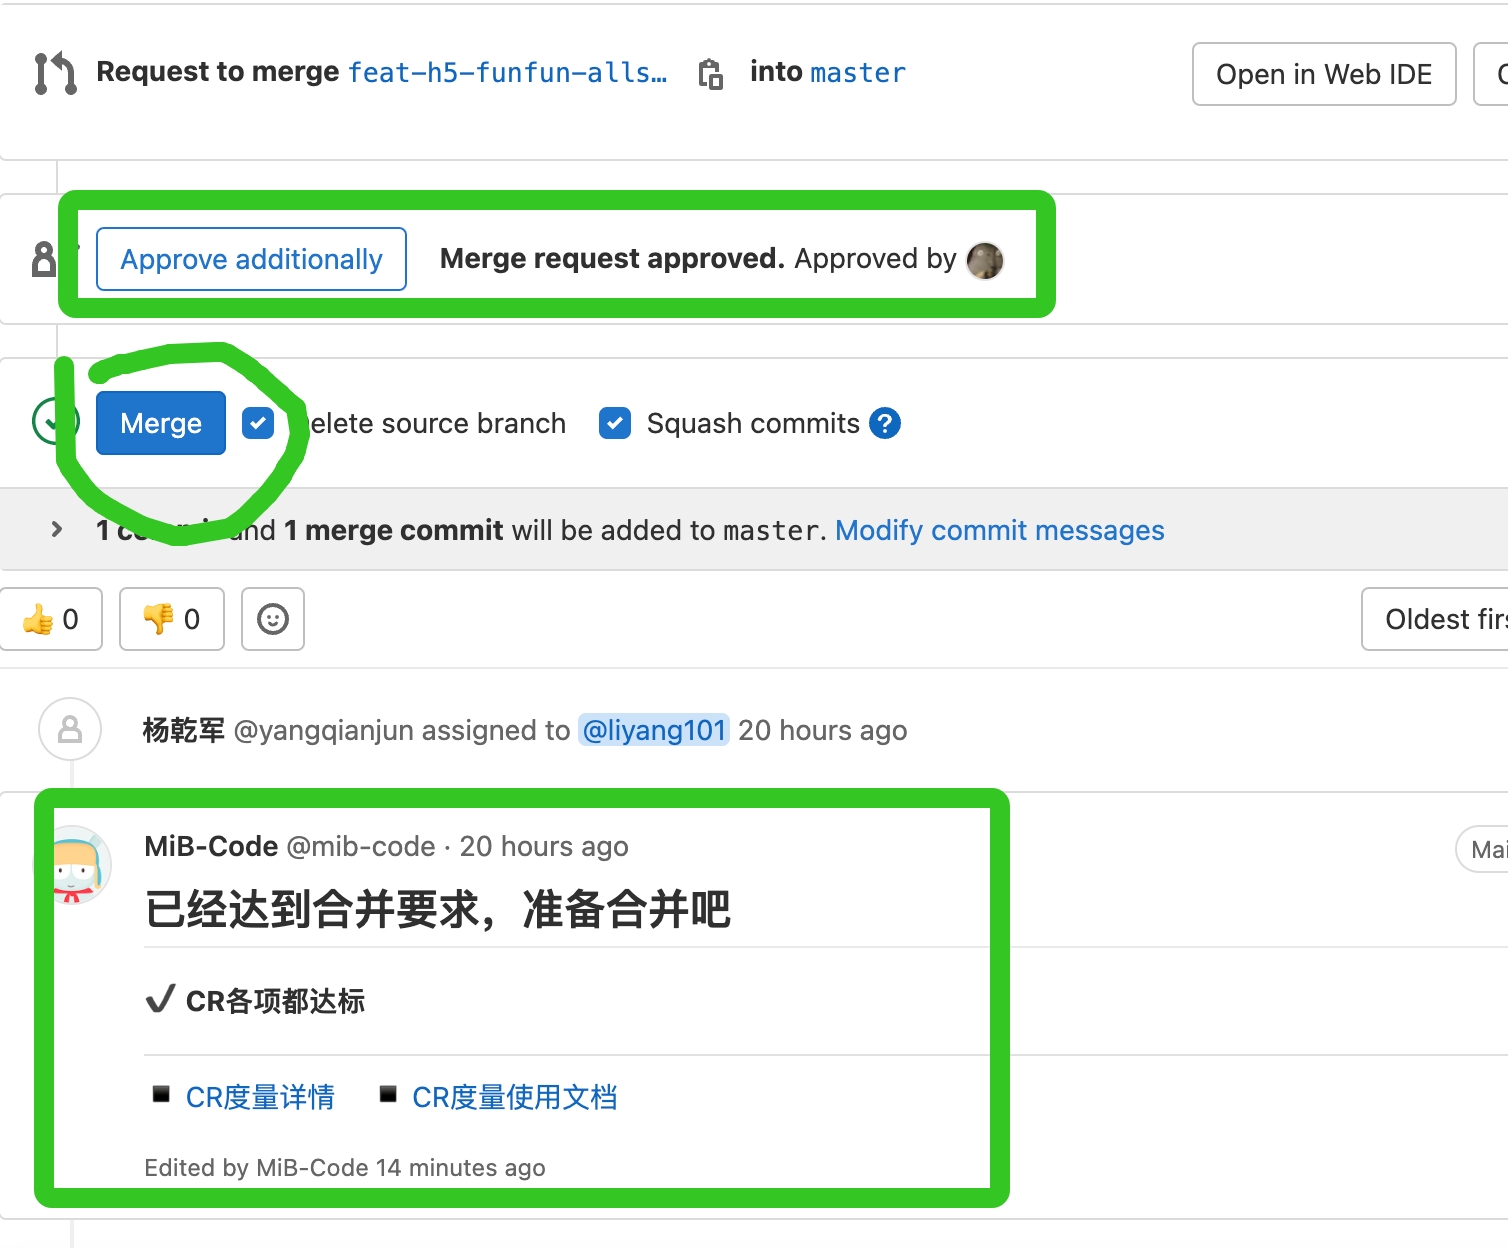 Request to merge feat-h5-funfun-alls… into master
Open in Web IDE
Approve additionally Merge request approved. Approved by
Merge elete source branch Squash commits ?
1 and 1 merge commit will be added to master. Modify commit messages
👍 0 👎 0
Oldest firs
杨乾军 @yangqianjun assigned to @liyang101 20 hours ago
MiB-Code @mib-code · 20 hours ago
Mai
已经达到合并要求，准备合并吧
✔ CR各项都达标
▪ CR度量详情 ▪ CR度量使用文档
Edited by MiB-Code 14 minutes ago